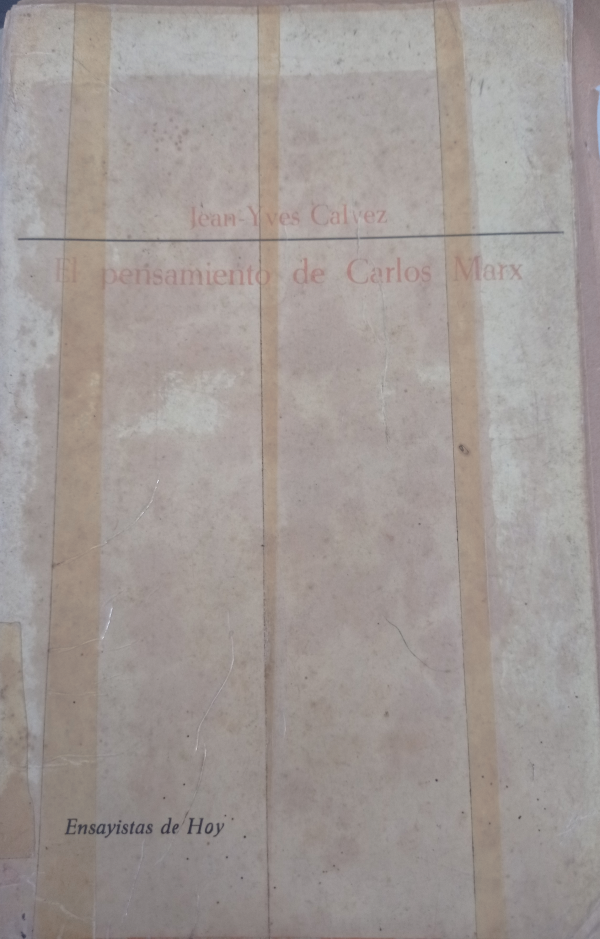 Jean-Yves Calvez
El pensamiento de Carlos Marx
Ensayistas de Hoy